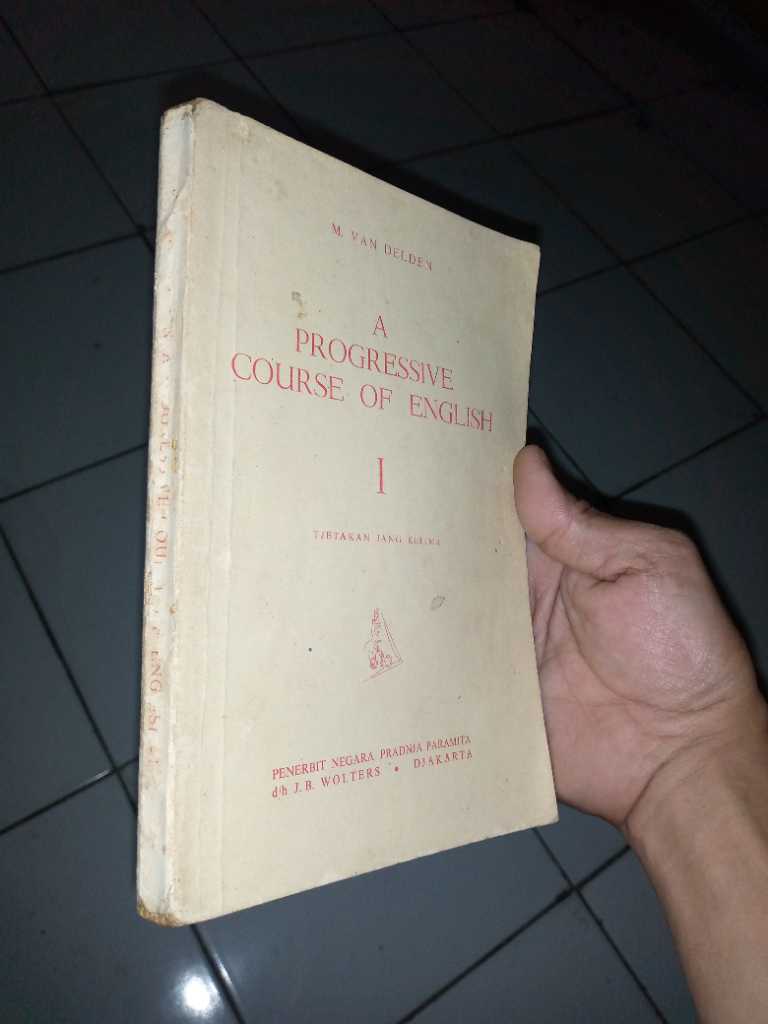 M. VAN DELDEN
A
PROGRESSIVE
COURSE OF ENGLISH
I
TJETAKAN JANG KELIMA
PENERBIT NEGARA PRADNJA PARAMITA
d/h J.B. WOLTERS • DJAKARTA